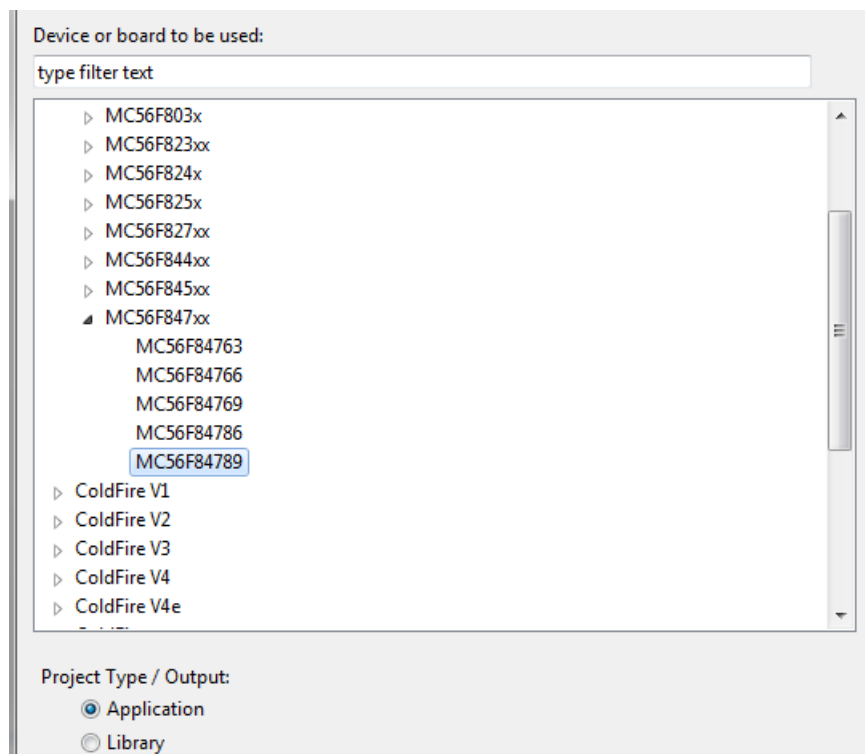 Device or board to be used:
type filter text
MC56F803x
MC56F823xx
MC56F824x
MC56F825x
MC56F827xx
MC56F844xx
MC56F845xx
MC56F847xx
MC56F84763
MC56F84766
MC56F84769
MC56F84786
MC56F84789
ColdFire V1
ColdFire V2
ColdFire V3
ColdFire V4
ColdFire V4e
Project Type / Output:
Application
Library